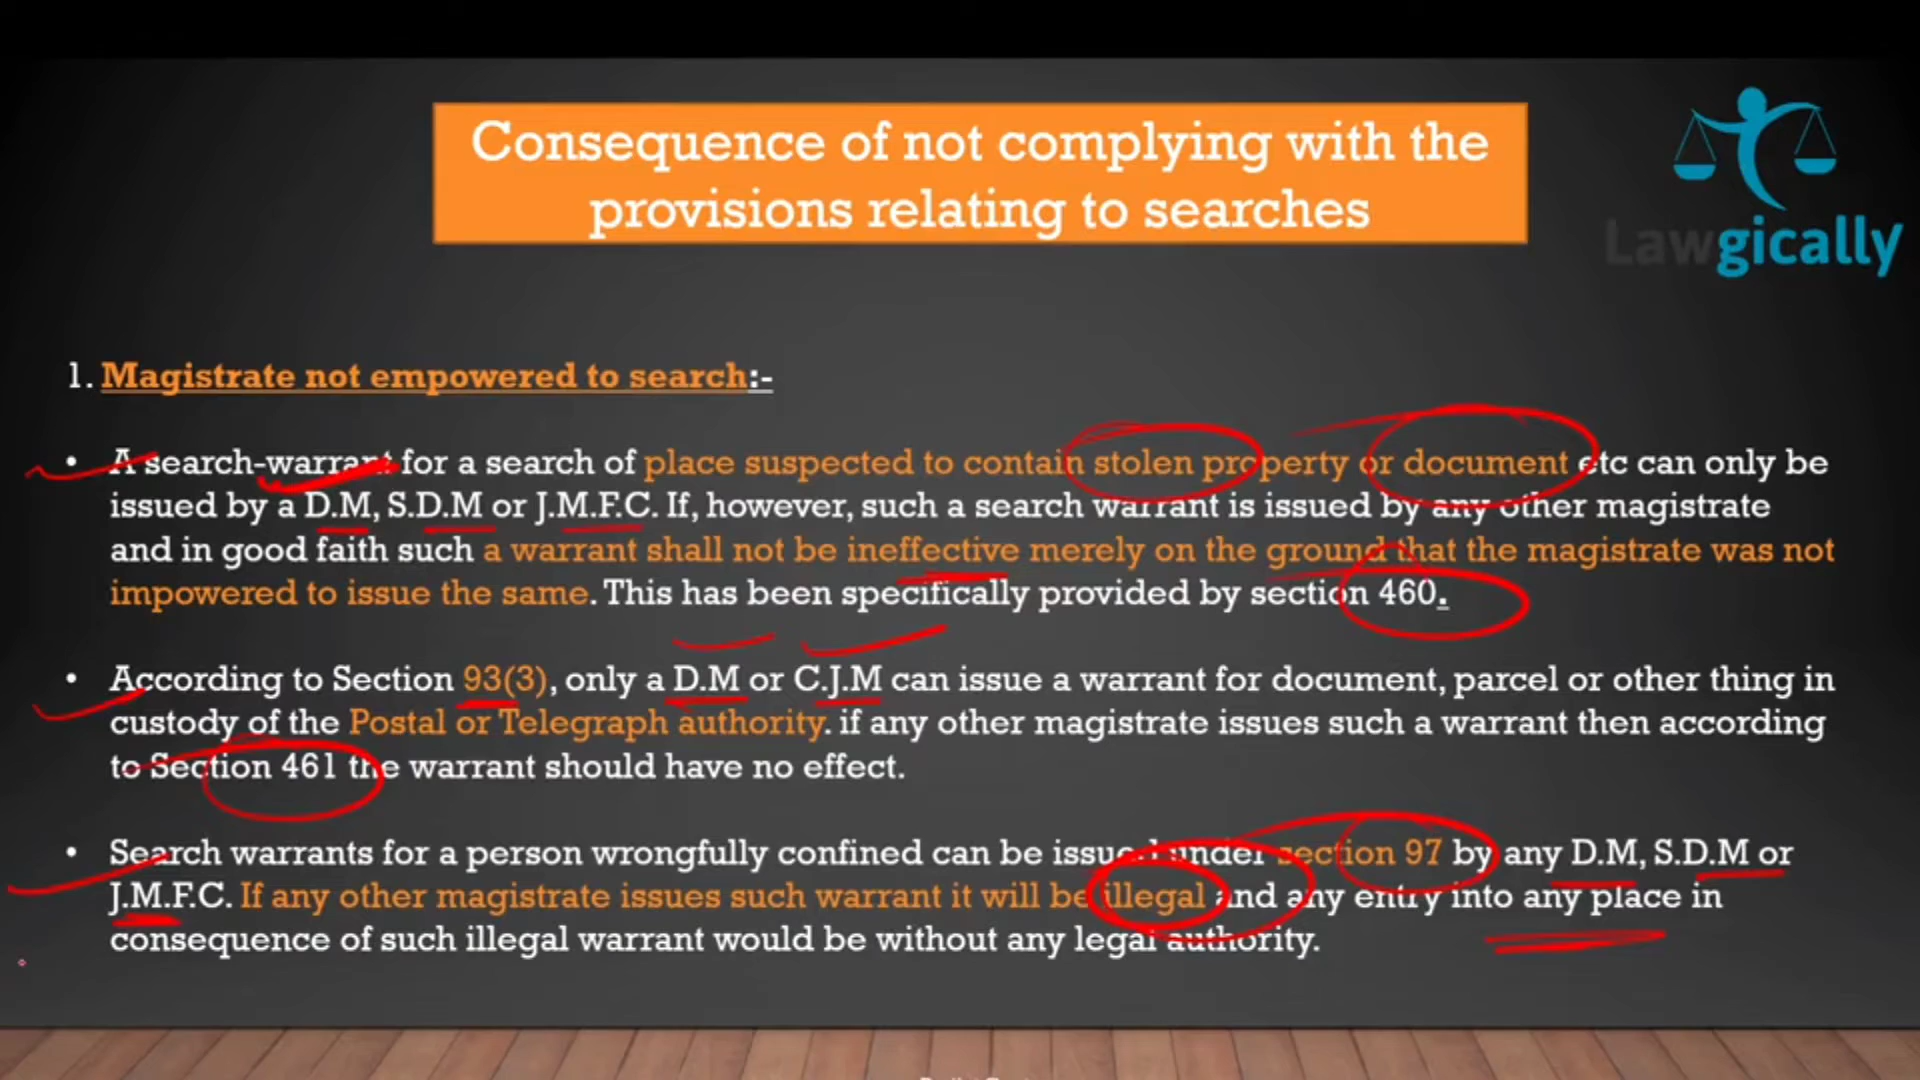 Consequence of not complying with the
provisions relating to searches
Lawgically
1. Magistrate not empowered to search:-
• A search-warrant for a search of place suspected to contain stolen property or document etc can only be
issued by a D.M, S.D.M or J.M.F.C. If, however, such a search warrant is issued by any other magistrate
and in good faith such a warrant shall not be ineffective merely on the ground that the magistrate was not
impowered to issue the same. This has been specifically provided by section 460.
• According to Section 93(3), only a D.M or C.J.M can issue a warrant for document, parcel or other thing in
custody of the Postal or Telegraph authority. if any other magistrate issues such a warrant then according
to Section 461 the warrant should have no effect.
• Search warrants for a person wrongfully confined can be issued under section 97 by any D.M, S.D.M or
J.M.F.C. If any other magistrate issues such warrant it will be illegal and any entry into any place in
consequence of such illegal warrant would be without any legal authority.